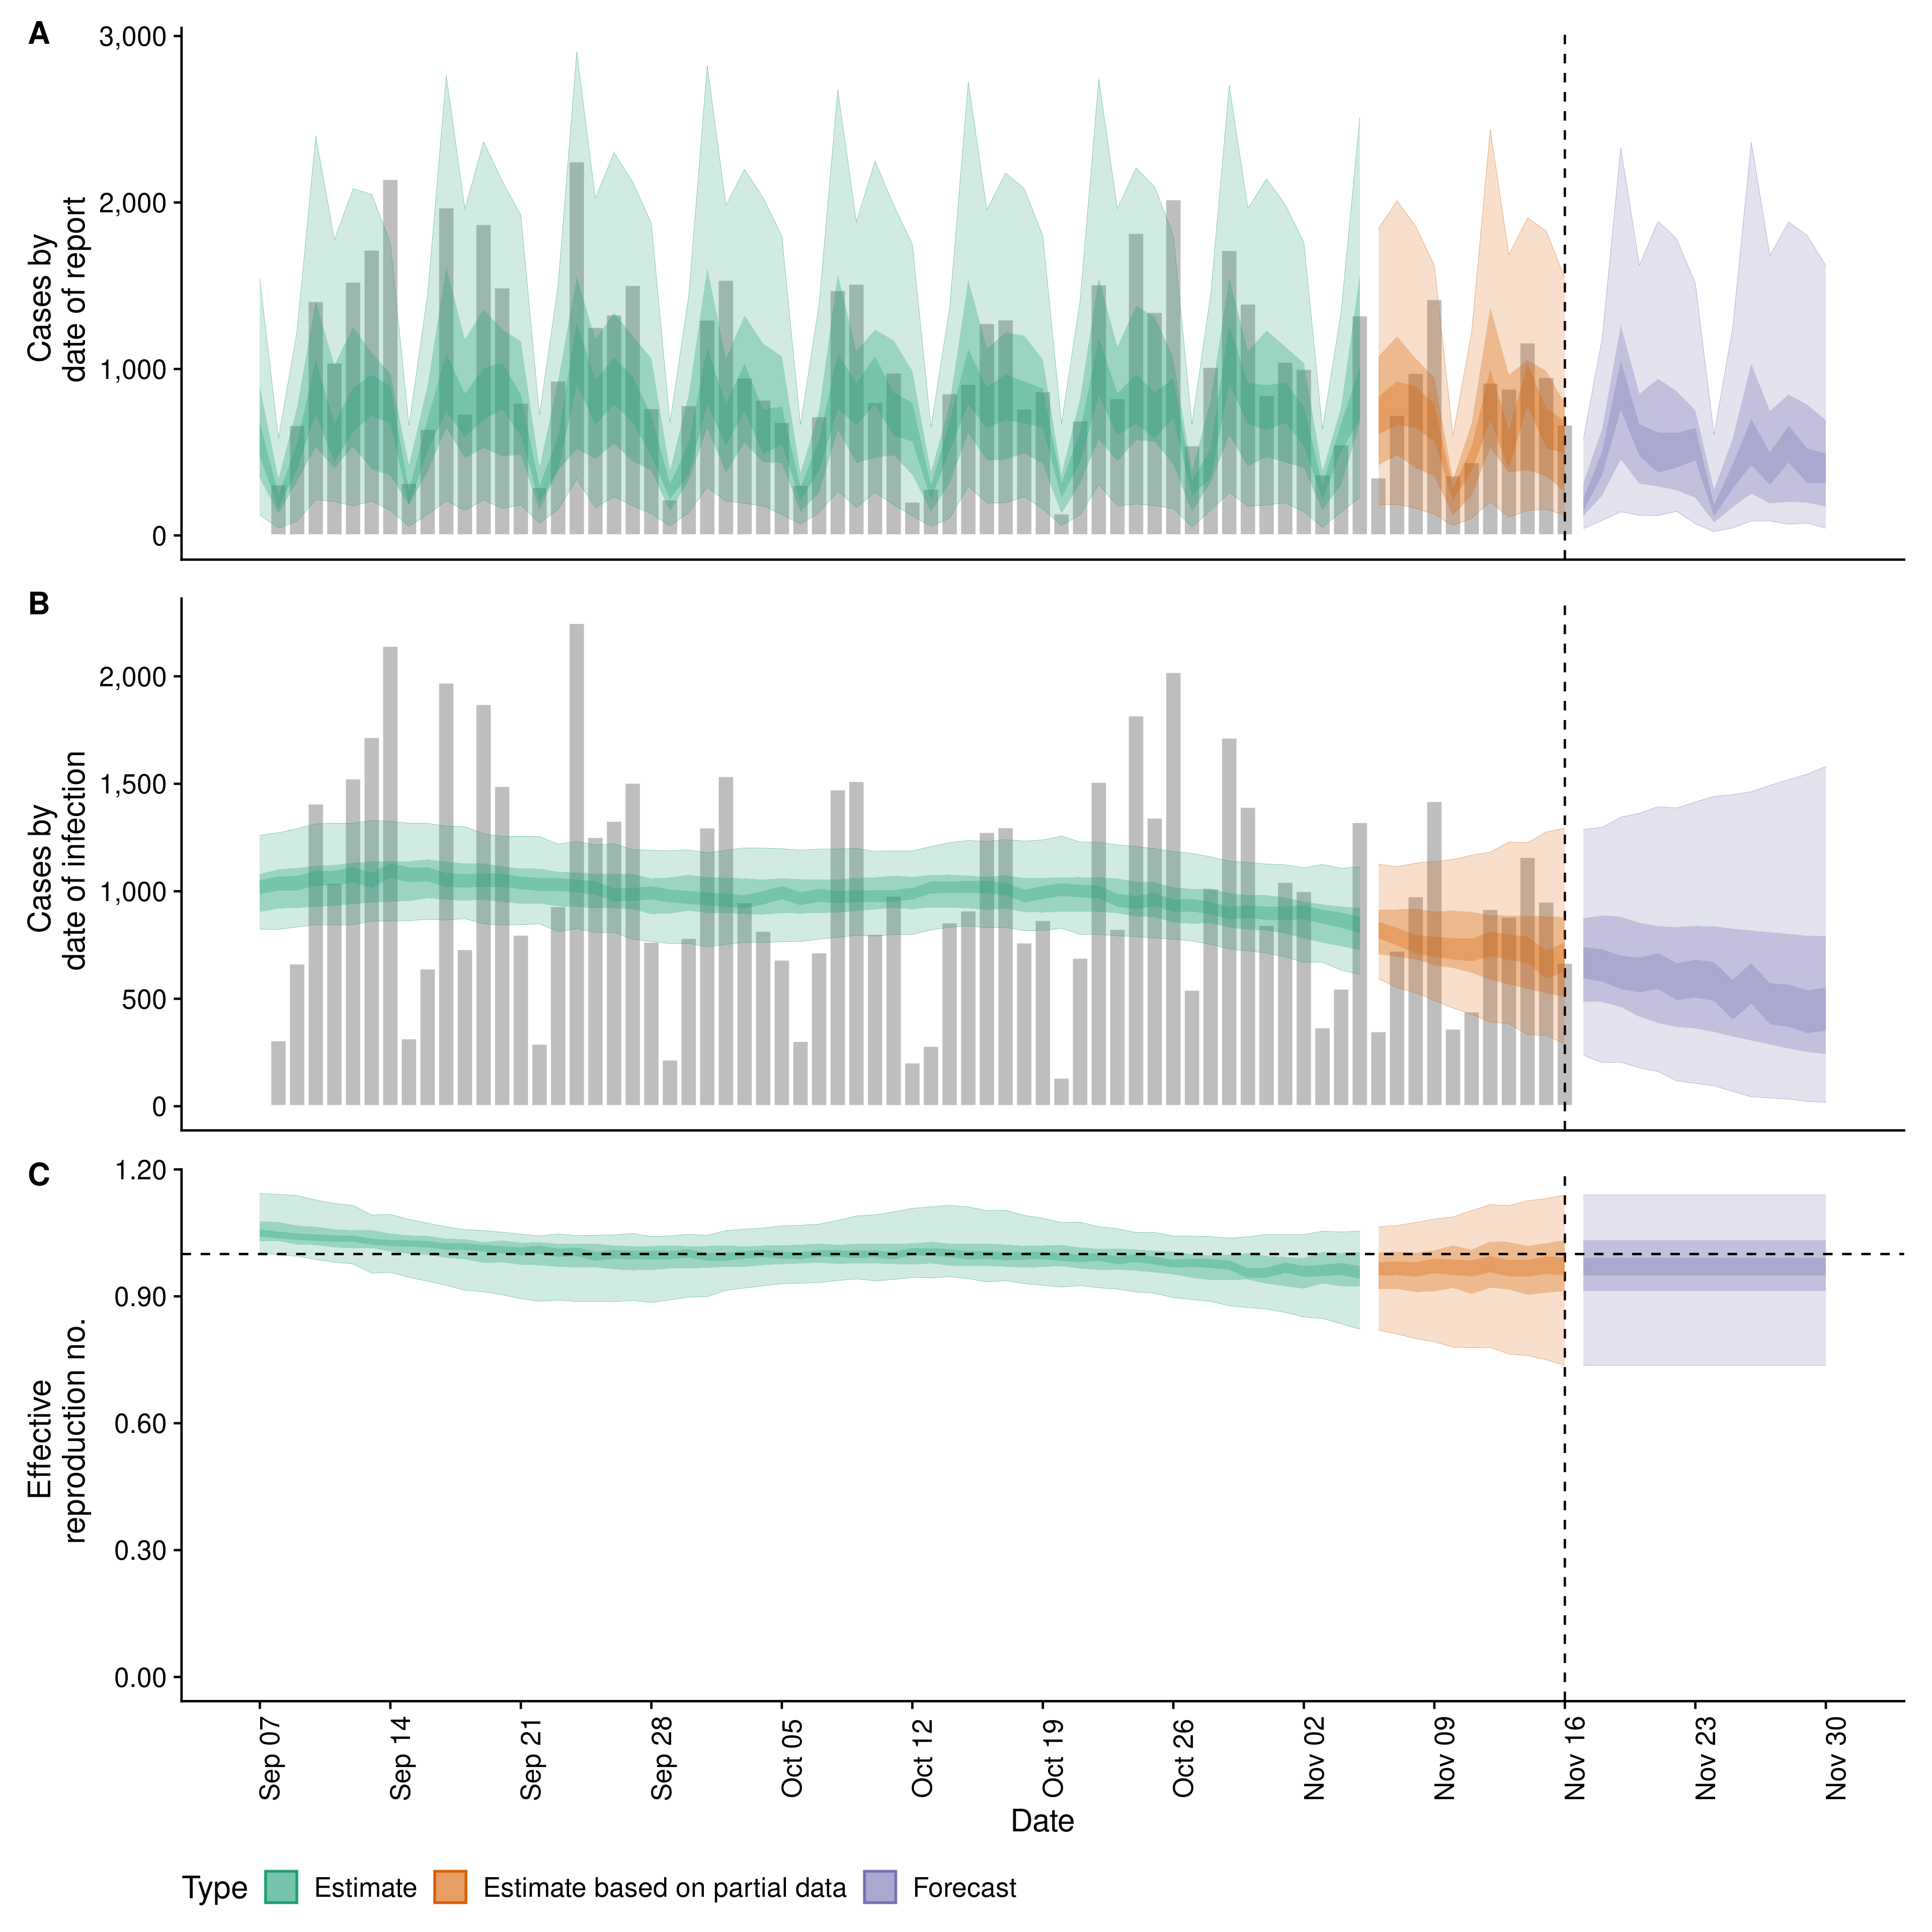 A
Cases by
date of report
3,000
2,000
1,000
0
B
Cases by
date of infection
2,000
1,500
1,000
500
0
C
Effective
reproduction no.
1.20
0.90
0.60
0.30
0.00
Sep 07
Sep 14
Sep 21
Sep 28
Oct 05
Oct 12
Oct 19
Oct 26
Nov 02
Nov 09
Nov 16
Nov 23
Nov 30
Date
Type Estimate Estimate based on partial data Forecast